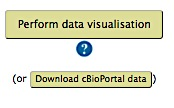 Perform data visualisation
?
(or Download cBioPortal data)